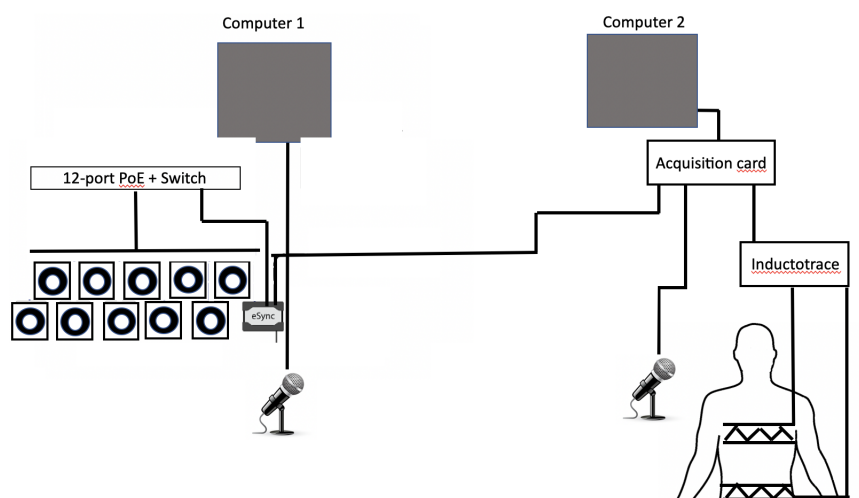 Computer 1
Computer 2
Acquisition card
12-port PoE + Switch
Inductotrace
eSync